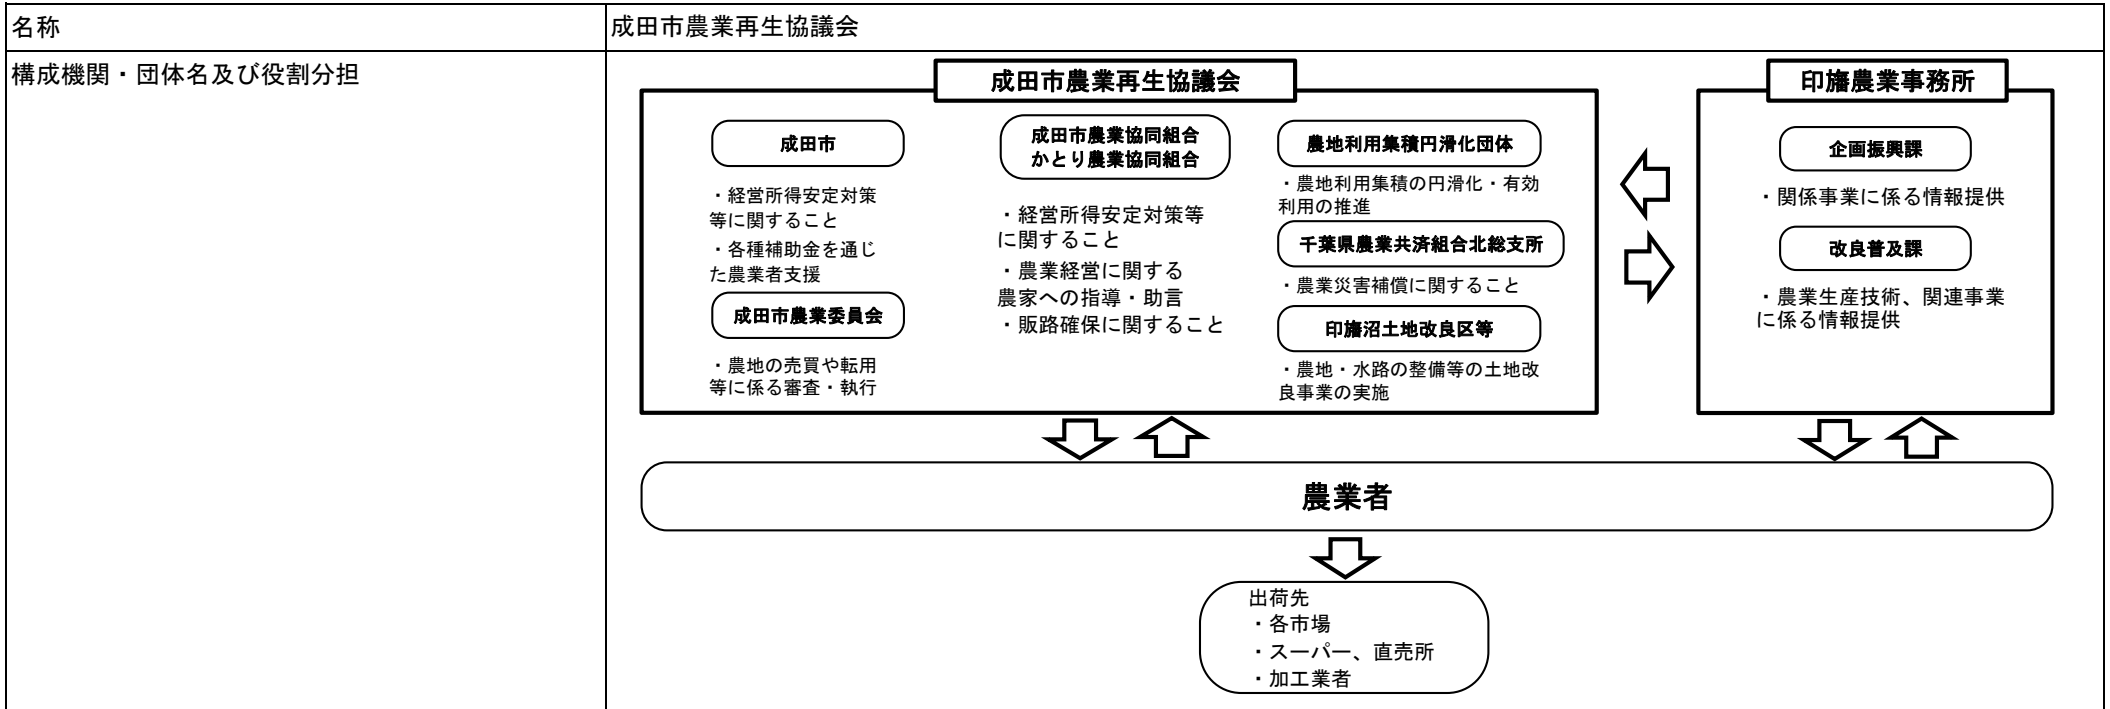 名称
成田市農業再生協議会
構成機関・団体名及び役割分担
成田市農業再生協議会
成田市
・経営所得安定対策
等に関すること
・各種補助金を通じ
た農業者支援
成田市農業委員会
・農地の売買や転用
等に係る審査・執行
成田市農業協同組合
かとり農業協同組合
・経営所得安定対策等
に関すること
・農業経営に関する
農家への指導・助言
・販路確保に関すること
農地利用集積円滑化団体
・農地利用集積の円滑化・有効
利用の推進
千葉県農業共済組合北総支所
・農業災害補償に関すること
印旛沼土地改良区等
・農地・水路の整備等の土地改
良事業の実施
印旛農業事務所
企画振興課
・関係事業に係る情報提供
改良普及課
・農業生産技術、関連事業
に係る情報提供
農業者
出荷先
・各市場
・スーパー、直売所
・加工業者